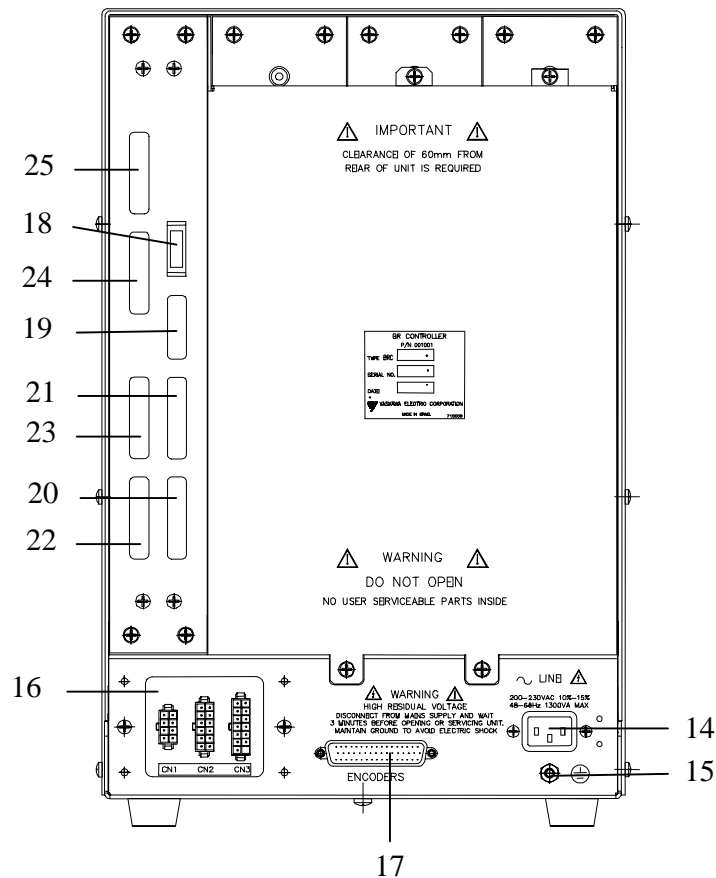 IMPORTANT
CLEARANCE OF 60mm FROM
REAR OF UNIT IS REQUIRED
25
18
24
19
21
23
20
22
BR CONTROLLER
P/N 001001
TYPE BRC
SERIAL NO.
DATE
YASKAWA ELECTRIC CORPORATION
MADE IN ISRAEL
WARNING
DO NOT OPEN
NO USER SERVICEABLE PARTS INSIDE
16
CN1 CN2 CN3
WARNING
HIGH RESIDUAL VOLTAGE
DISCONNECT FROM MAINS SUPPLY AND WAIT
3 MINUTES BEFORE OPENING OR SERVICING UNIT,
MAINTAIN GROUND TO AVOID ELECTRIC SHOCK
ENCODERS
LINE
200-230VAC 10%-15%
48-60Hz 1300VA MAX
14
15
17